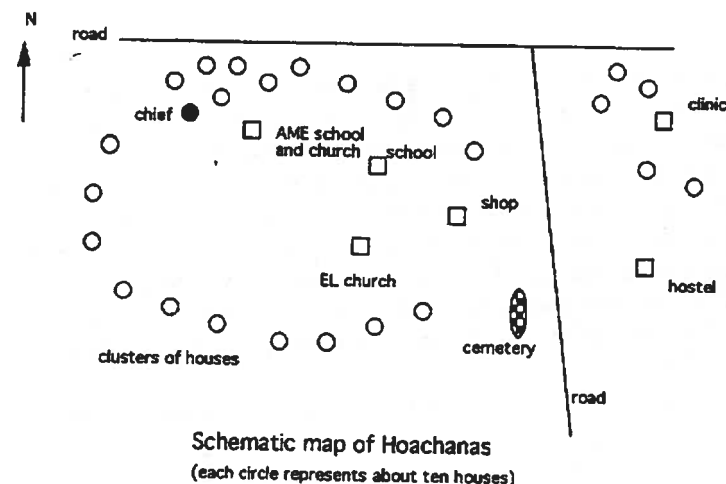 N
road
chief
AME school
and church
school
clinic
shop
EL church
hostel
clusters of houses
cemetery
road
Schematic map of Hoachanas
(each circle represents about ten houses)